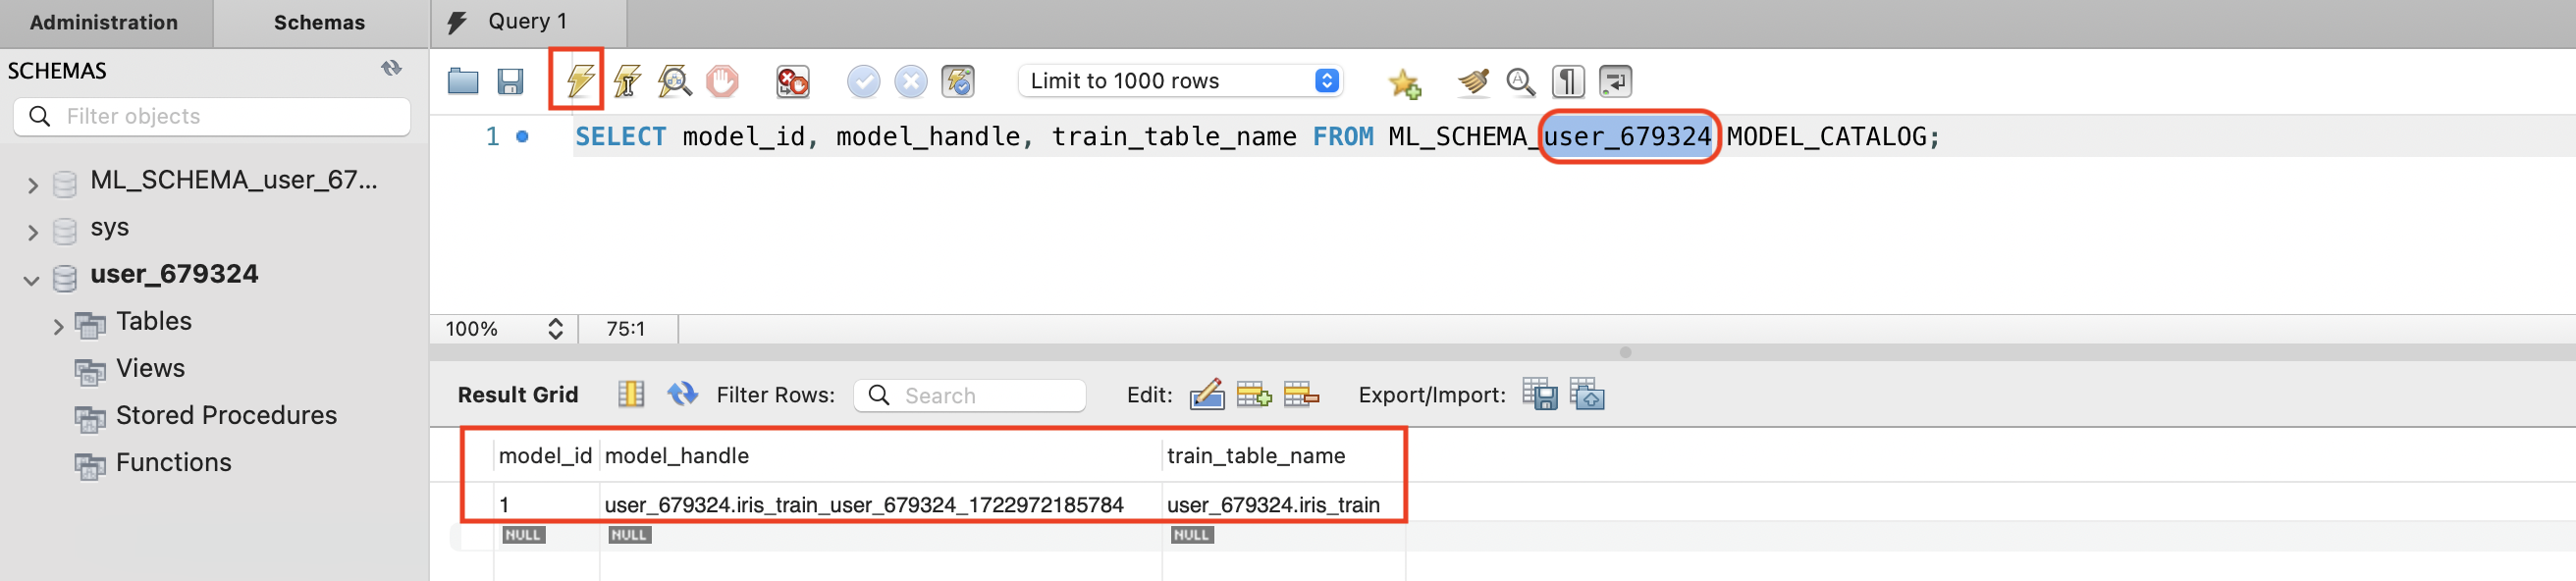 Administration
Schemas
Query 1
SCHEMAS
Filter objects
Limit to 1000 rows
1 SELECT model_id, model_handle, train_table_name FROM ML_SCHEMA_user_679324 MODEL_CATALOG;
ML_SCHEMA_user_67...
sys
user_679324
Tables
Views
Stored Procedures
Functions
100% 75:1
Result Grid Filter Rows: Search Edit: Export/Import:
model_id model_handle train_table_name
1 user_679324.iris_train_user_679324_1722972185784 user_679324.iris_train
NULL NULL NULL